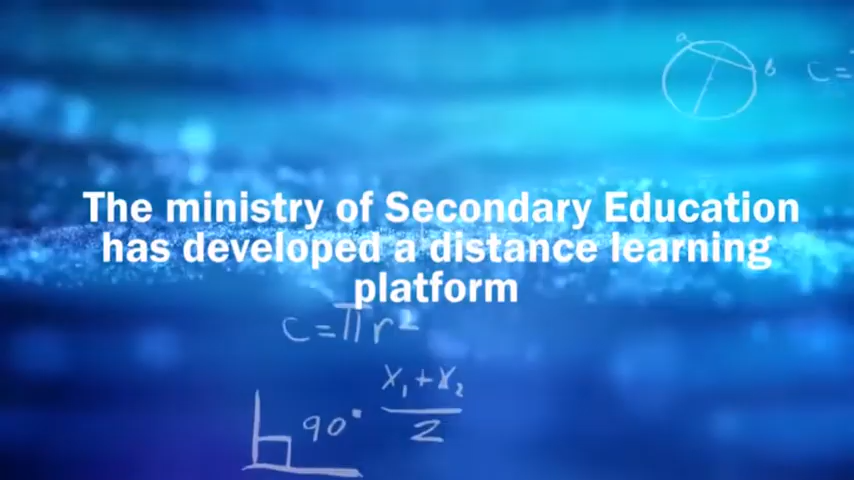 a
b
c=
The ministry of Secondary Education
has developed a distance learning
platform
c=πr²
x₁+x₂
90°
2